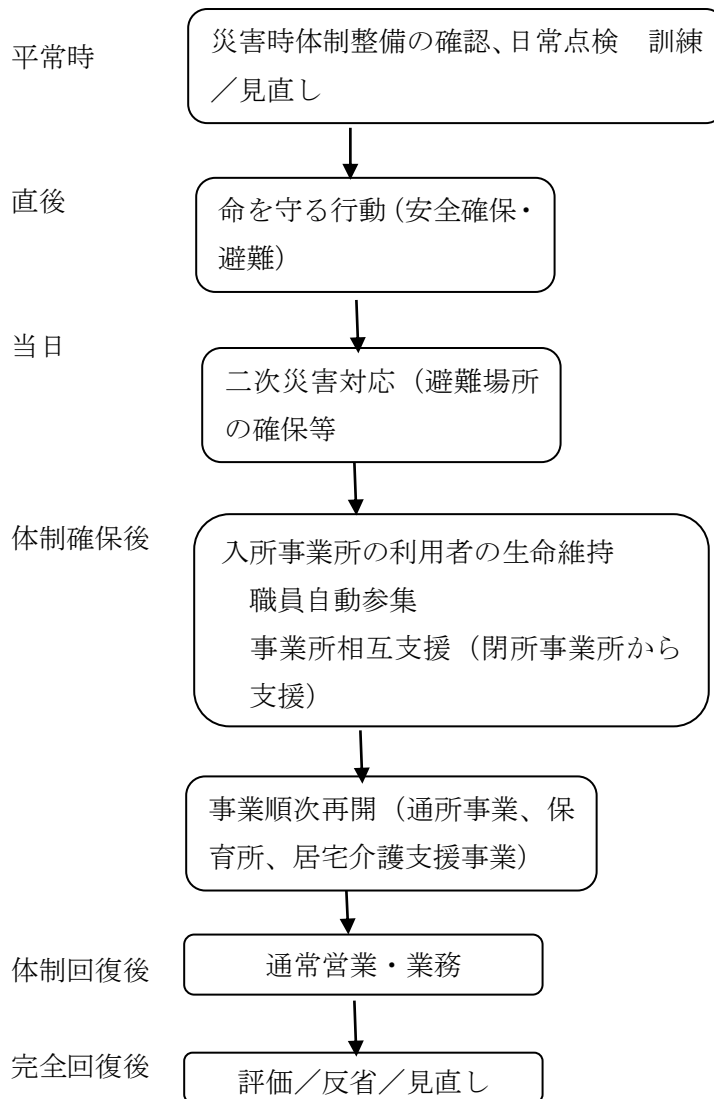 平常時
災害時体制整備の確認、日常点検　訓練
／見直し
直後
命を守る行動（安全確保・
避難）
当日
二次災害対応（避難場所
の確保等
体制確保後
入所事業所の利用者の生命維持
職員自動参集
事業所相互支援（閉所事業所から
支援）
事業順次再開（通所事業、保
育所、居宅介護支援事業）
体制回復後
通常営業・業務
完全回復後
評価／反省／見直し